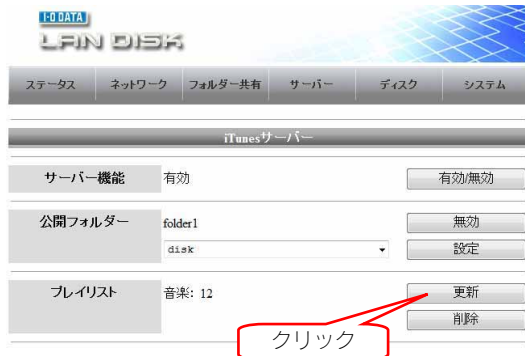 I-O DATA
LAN DISK
ステータス ネットワーク フォルダー共有 サーバー ディスク システム
iTunesサーバー
サーバー機能 有効 有効/無効
公開フォルダー folder1 無効
disk 設定
プレイリスト 音楽: 12 更新
削除
クリック